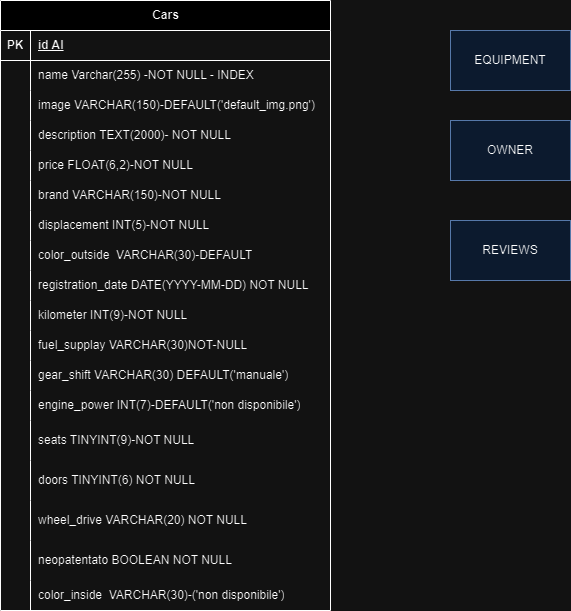 Cars
PK id AI
name Varchar(255) -NOT NULL - INDEX
image VARCHAR(150)-DEFAULT('default_img.png')
description TEXT(2000)- NOT NULL
price FLOAT(6,2)-NOT NULL
brand VARCHAR(150)-NOT NULL
displacement INT(5)-NOT NULL
color_outside  VARCHAR(30)-DEFAULT
registration_date DATE(YYYY-MM-DD) NOT NULL
kilometer INT(9)-NOT NULL
fuel_supplay VARCHAR(30)NOT-NULL
gear_shift VARCHAR(30) DEFAULT('manuale')
engine_power INT(7)-DEFAULT('non disponibile')
seats TINYINT(9)-NOT NULL
doors TINYINT(6) NOT NULL
wheel_drive VARCHAR(20) NOT NULL
neopatentato BOOLEAN NOT NULL
color_inside  VARCHAR(30)-('non disponibile')
EQUIPMENT
OWNER
REVIEWS